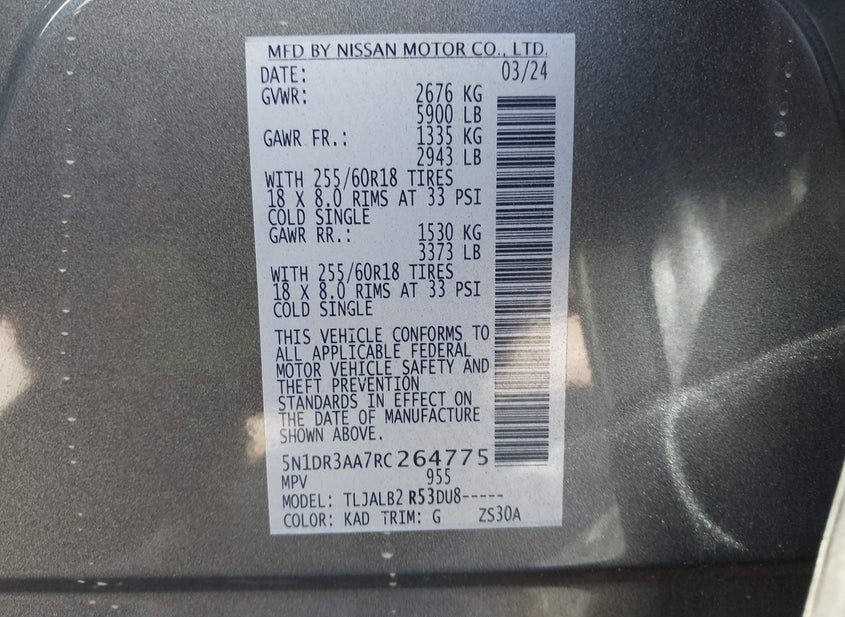 MFD BY NISSAN MOTOR CO., LTD.
DATE: 03/24
GVWR: 2676 KG
5900 LB
GAWR FR.: 1335 KG
2943 LB
WITH 255/60R18 TIRES
18 X 8.0 RIMS AT 33 PSI
COLD SINGLE
GAWR RR.: 1530 KG
3373 LB
WITH 255/60R18 TIRES
18 X 8.0 RIMS AT 33 PSI
COLD SINGLE
THIS VEHICLE CONFORMS TO
ALL APPLICABLE FEDERAL
MOTOR VEHICLE SAFETY AND
THEFT PREVENTION
STANDARDS IN EFFECT ON
THE DATE OF MANUFACTURE
SHOWN ABOVE.
5N1DR3AA7RC264775
MPV 955
MODEL: TLJALB2 R53DU8-----
COLOR: KAD TRIM: G ZS30A